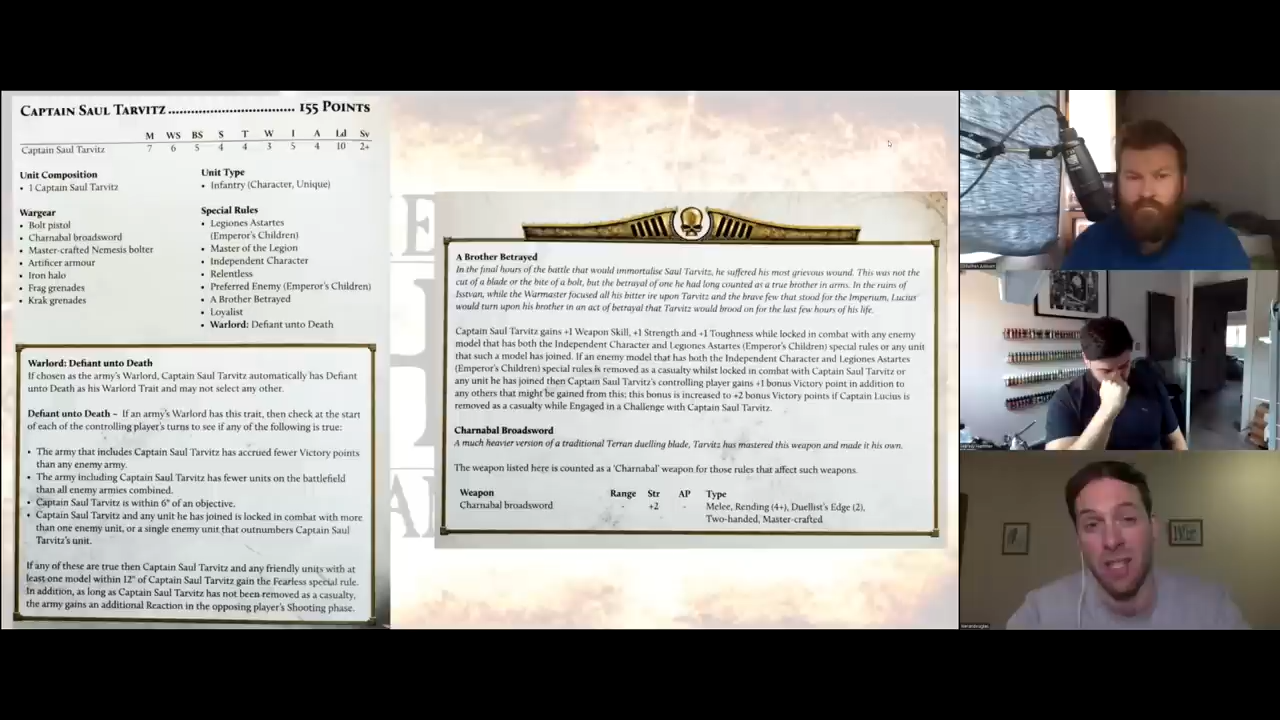 CAPTAIN SAUL TARVITZ ................................. 155 POINTS
M WS BS S T W I A Ld Sv
Captain Saul Tarvitz 7 6 5 4 4 3 5 4 10 2+
Unit Composition
• 1 Captain Saul Tarvitz
Unit Type
• Infantry (Character, Unique)
Wargear
• Bolt pistol
• Charnabal broadsword
• Master-crafted Nemesis bolter
• Artificer armour
• Iron halo
• Frag grenades
• Krak grenades
Special Rules
• Legiones Astartes
(Emperor's Children)
• Master of the Legion
• Independent Character
• Relentless
• Preferred Enemy (Emperor's Children)
• A Brother Betrayed
• Loyalist
• Warlord: Defiant unto Death
Warlord: Defiant unto Death
If chosen as the army's Warlord, Captain Saul Tarvitz automatically has Defiant
unto Death as his Warlord Trait and may not select any other.
Defiant unto Death – If an army's Warlord has this trait, then check at the start
of each of the controlling player's turns to see if any of the following is true:
• The army that includes Captain Saul Tarvitz has accrued fewer Victory points
than any enemy army.
• The army including Captain Saul Tarvitz has fewer units on the battlefield
than all enemy armies combined.
• Captain Saul Tarvitz is within 6" of an objective.
• Captain Saul Tarvitz and any unit he has joined is locked in combat with more
than one enemy unit, or a single enemy unit that outnumbers Captain Saul
Tarvitz's unit.
If any of these are true then Captain Saul Tarvitz and any friendly units with at
least one model within 12" of Captain Saul Tarvitz gain the Fearless special rule.
In addition, as long as Captain Saul Tarvitz has not been removed as a casualty,
the army gains an additional Reaction in the opposing player's Shooting phase.
A Brother Betrayed
In the final hours of the battle that would immortalise Saul Tarvitz, he suffered his most grievous wound. This was not the
cut of a blade or the bite of a bolt, but the betrayal of one he had long counted as a true brother in arms. In the ruins of
Isstvan, while the Warmaster focused all his bitter ire upon Tarvitz and the brave few that stood for the Imperium, Lucius
would turn upon his brother in an act of betrayal that Tarvitz would brood on for the last few hours of his life.
Captain Saul Tarvitz gains +1 Weapon Skill, +1 Strength and +1 Toughness while locked in combat with any enemy
model that has both the Independent Character and Legiones Astartes (Emperor's Children) special rules or any unit
that such a model has joined. If an enemy model that has both the Independent Character and Legiones Astartes
(Emperor's Children) special rules is removed as a casualty whilst locked in combat with Captain Saul Tarvitz or
any unit he has joined then Captain Saul Tarvitz's controlling player gains +1 bonus Victory point in addition to
any others that might be gained from this; this bonus is increased to +2 bonus Victory points if Captain Lucius is
removed as a casualty while Engaged in a Challenge with Captain Saul Tarvitz.
Charnabal Broadsword
A much heavier version of a traditional Terran duelling blade, Tarvitz has mastered this weapon and made it his own.
The weapon listed here is counted as a 'Charnabal' weapon for those rules that affect such weapons.
Weapon Range Str AP Type
Charnabal broadsword - +2 - Melee, Rending (4+), Duellist's Edge (2),
Two-handed, Master-crafted